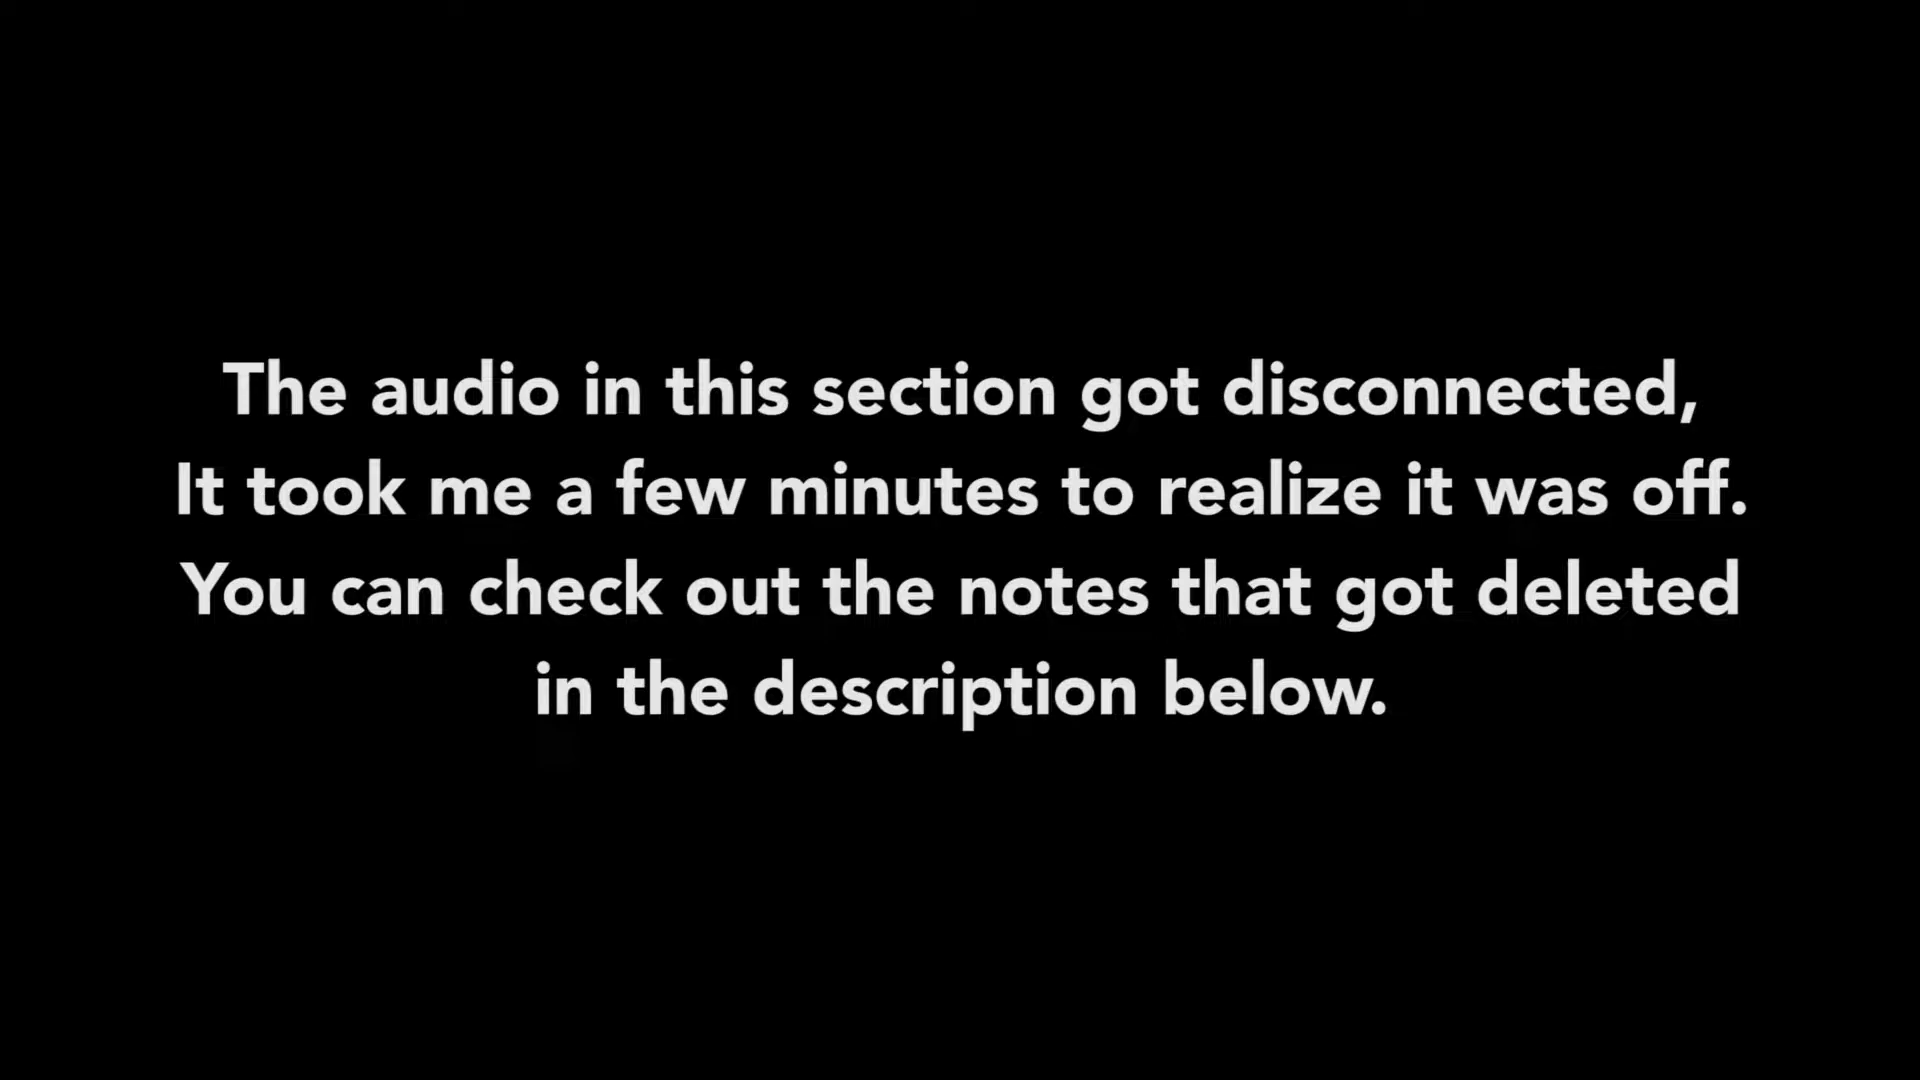 The audio in this section got disconnected,
It took me a few minutes to realize it was off.
You can check out the notes that got deleted
in the description below.